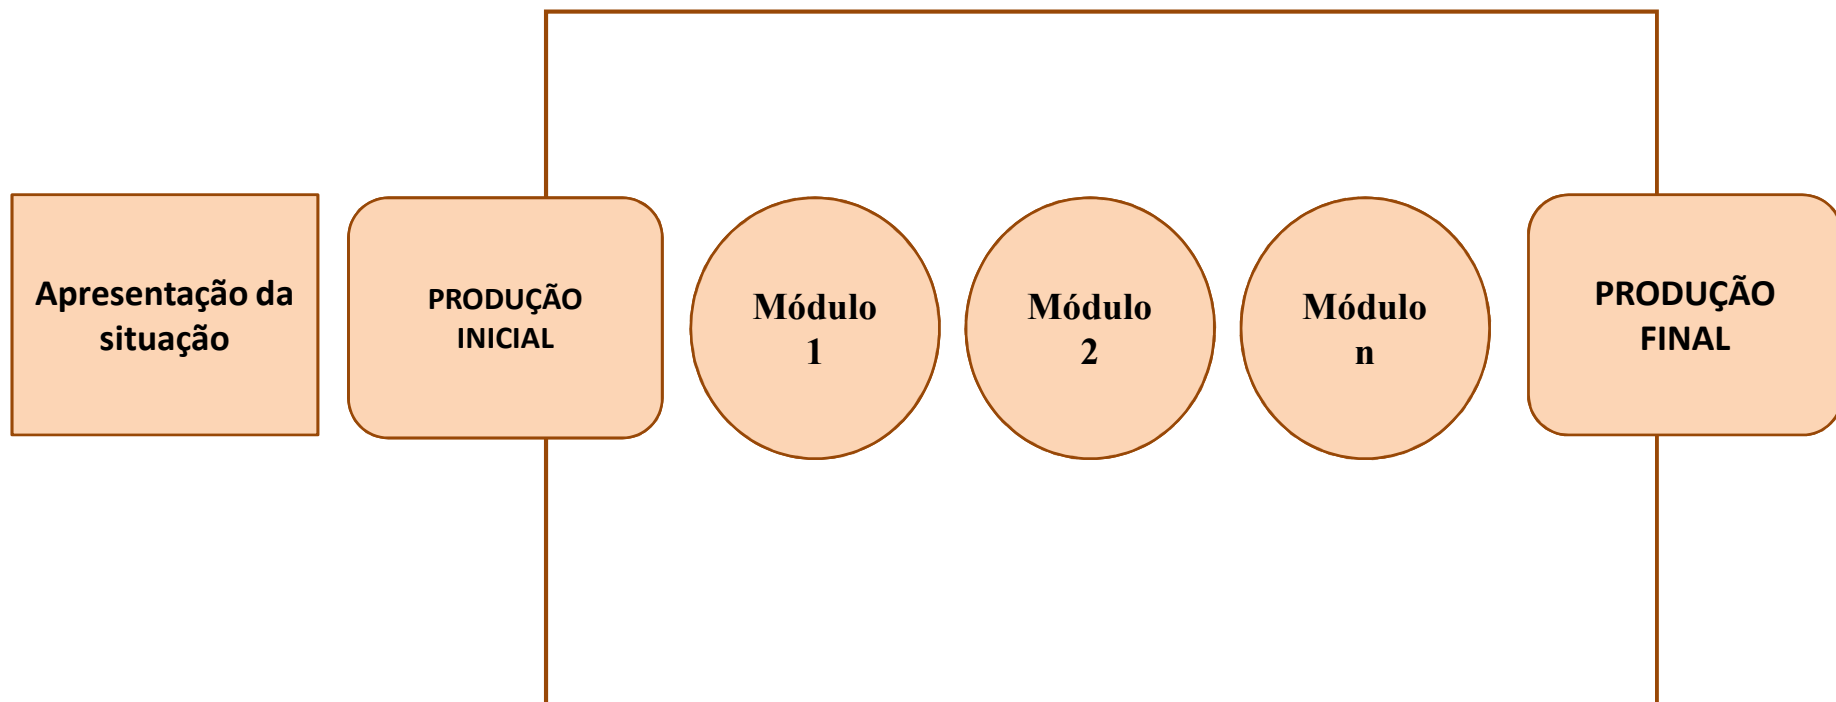 Apresentação da
situação
PRODUÇÃO
INICIAL
Módulo
1
Módulo
2
Módulo
n
PRODUÇÃO
FINAL